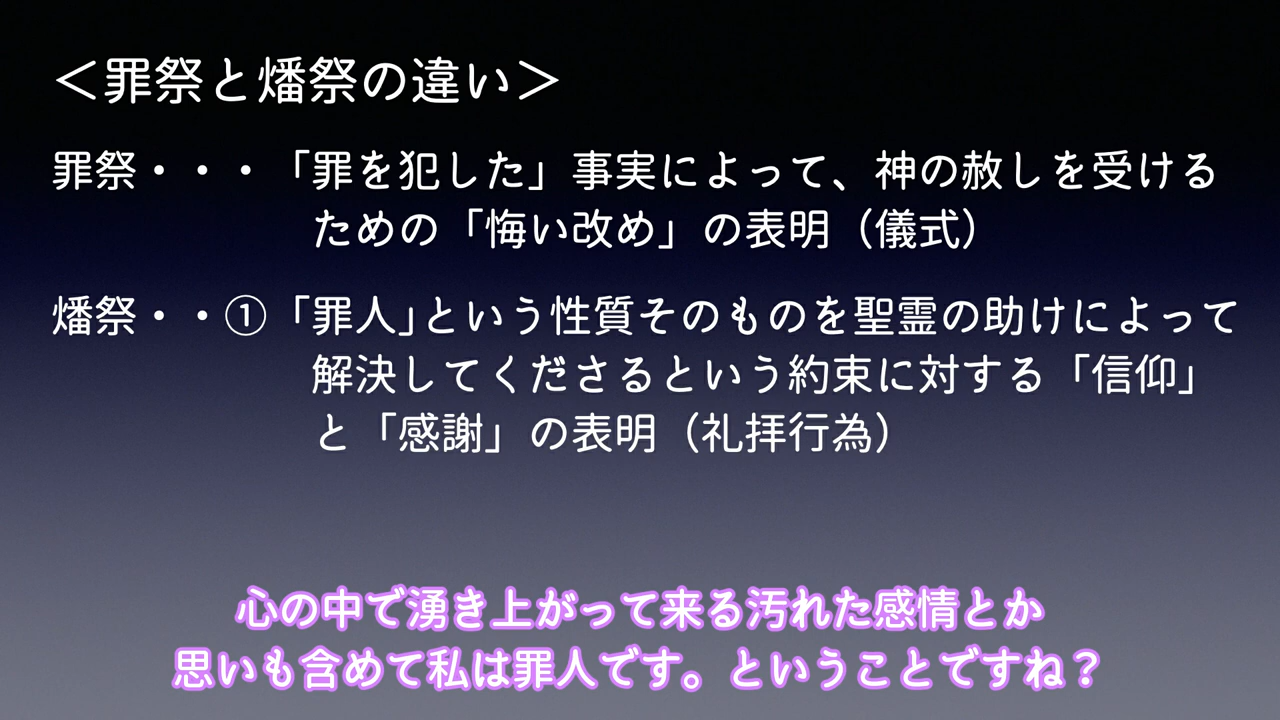 ＜罪祭と燔祭の違い＞
罪祭・・・「罪を犯した」事実によって、神の赦しを受ける
ための「悔い改め」の表明（儀式）
燔祭・・①「罪人」という性質そのものを聖霊の助けによって
解決してくださるという約束に対する「信仰」
と「感謝」の表明（礼拝行為）
心の中で湧き上がって来る汚れた感情とか
思いも含めて私は罪人です。ということですね？